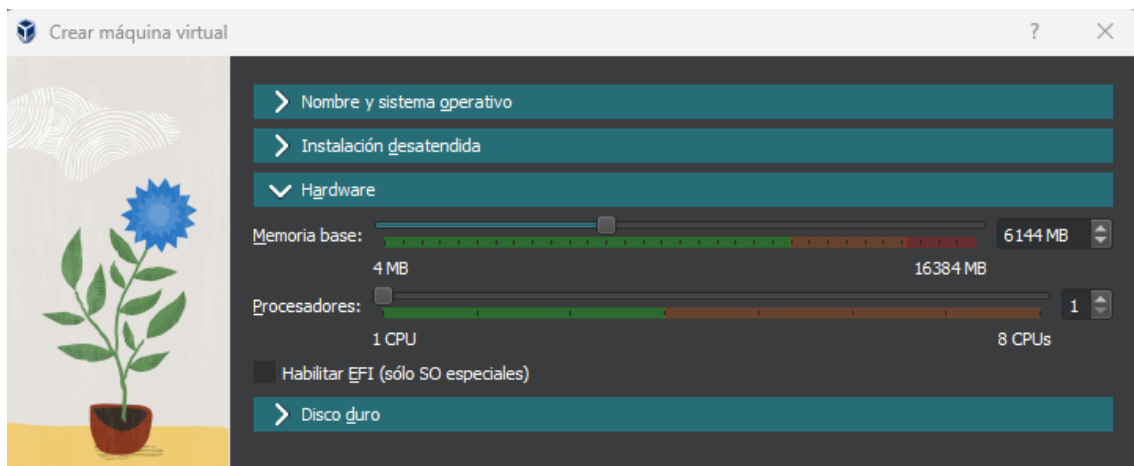 Crear máquina virtual
Nombre y sistema operativo
Instalación desatendida
Hardware
Memoria base: 6144 MB
4 MB 16384 MB
Procesadores: 1
1 CPU 8 CPUs
Habilitar EFI (sólo SO especiales)
Disco duro